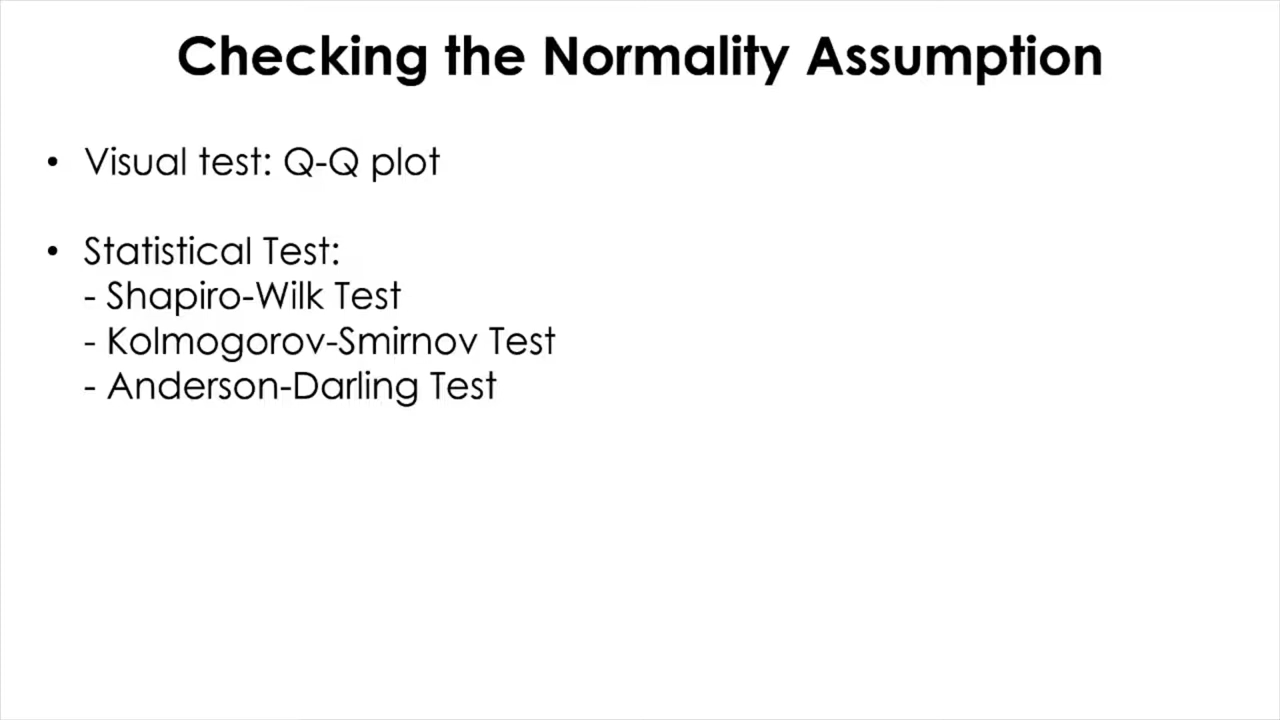 Checking the Normality Assumption
• Visual test: Q-Q plot
• Statistical Test:
- Shapiro-Wilk Test
- Kolmogorov-Smirnov Test
- Anderson-Darling Test